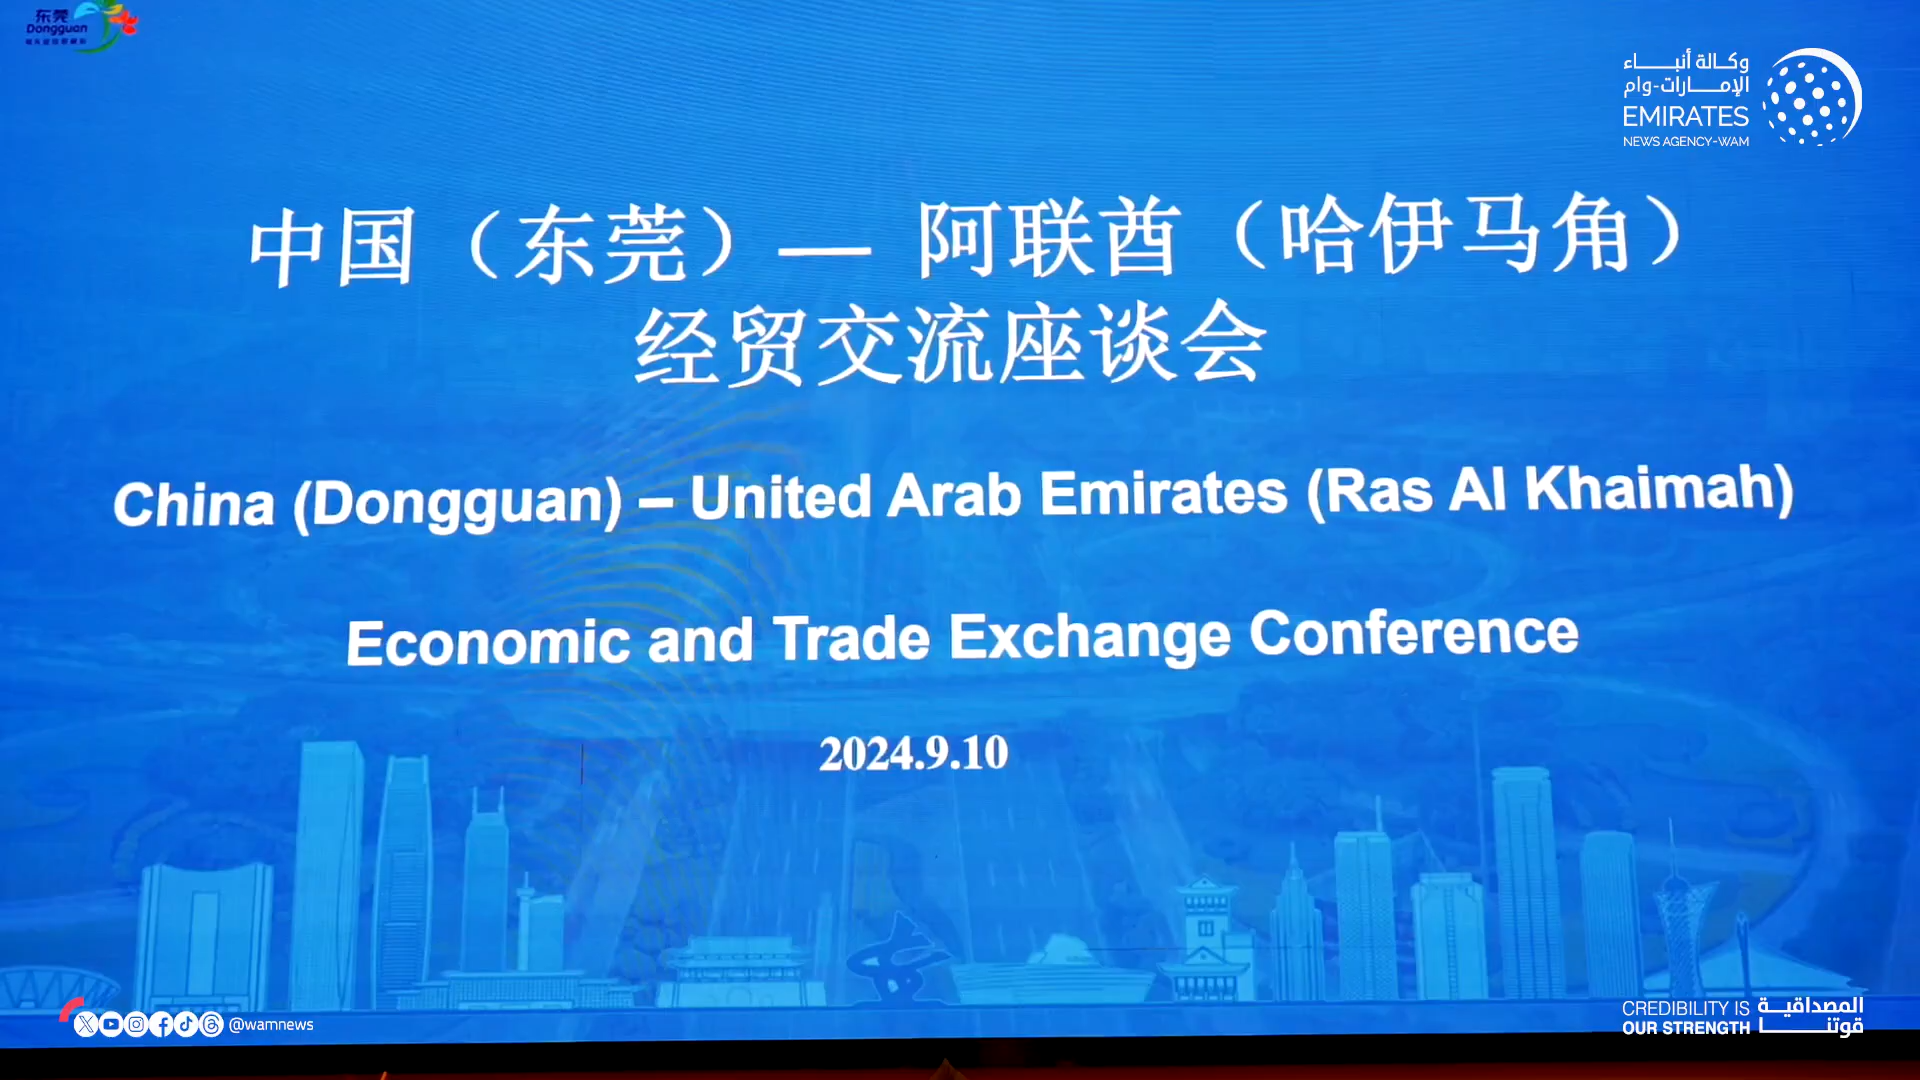 东莞
Dongguan
وكالة أنباء
الإمارات-وام
EMIRATES
NEWS AGENCY-WAM
中国（东莞）— 阿联酋（哈伊马角）
经贸交流座谈会
China (Dongguan) – United Arab Emirates (Ras Al Khaimah)
Economic and Trade Exchange Conference
2024.9.10
@wamnews
CREDIBILITY IS
OUR STRENGTH
المصداقية
قوتنا